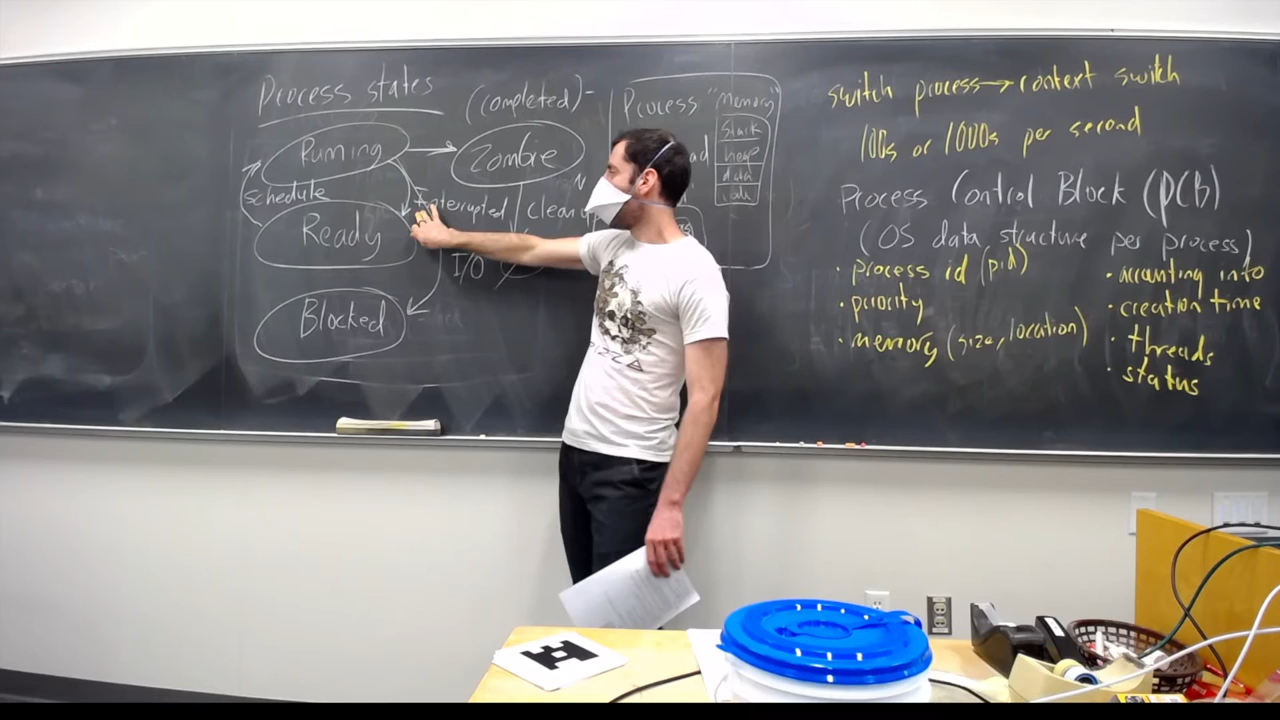 Process states
(completed)
Running
Zombie
schedule
Interrupted
Clean
Ready
I/O
Blocked
Process "Memory"
Stack
heap
data
code
switch process → context switch
100s or 1000s per second
Process Control Block (PCB)
(OS data structure per process)
• process id (pid)
• priority
• memory (size, location)
• accounting info
• creation time
• threads
• status
PIZZA